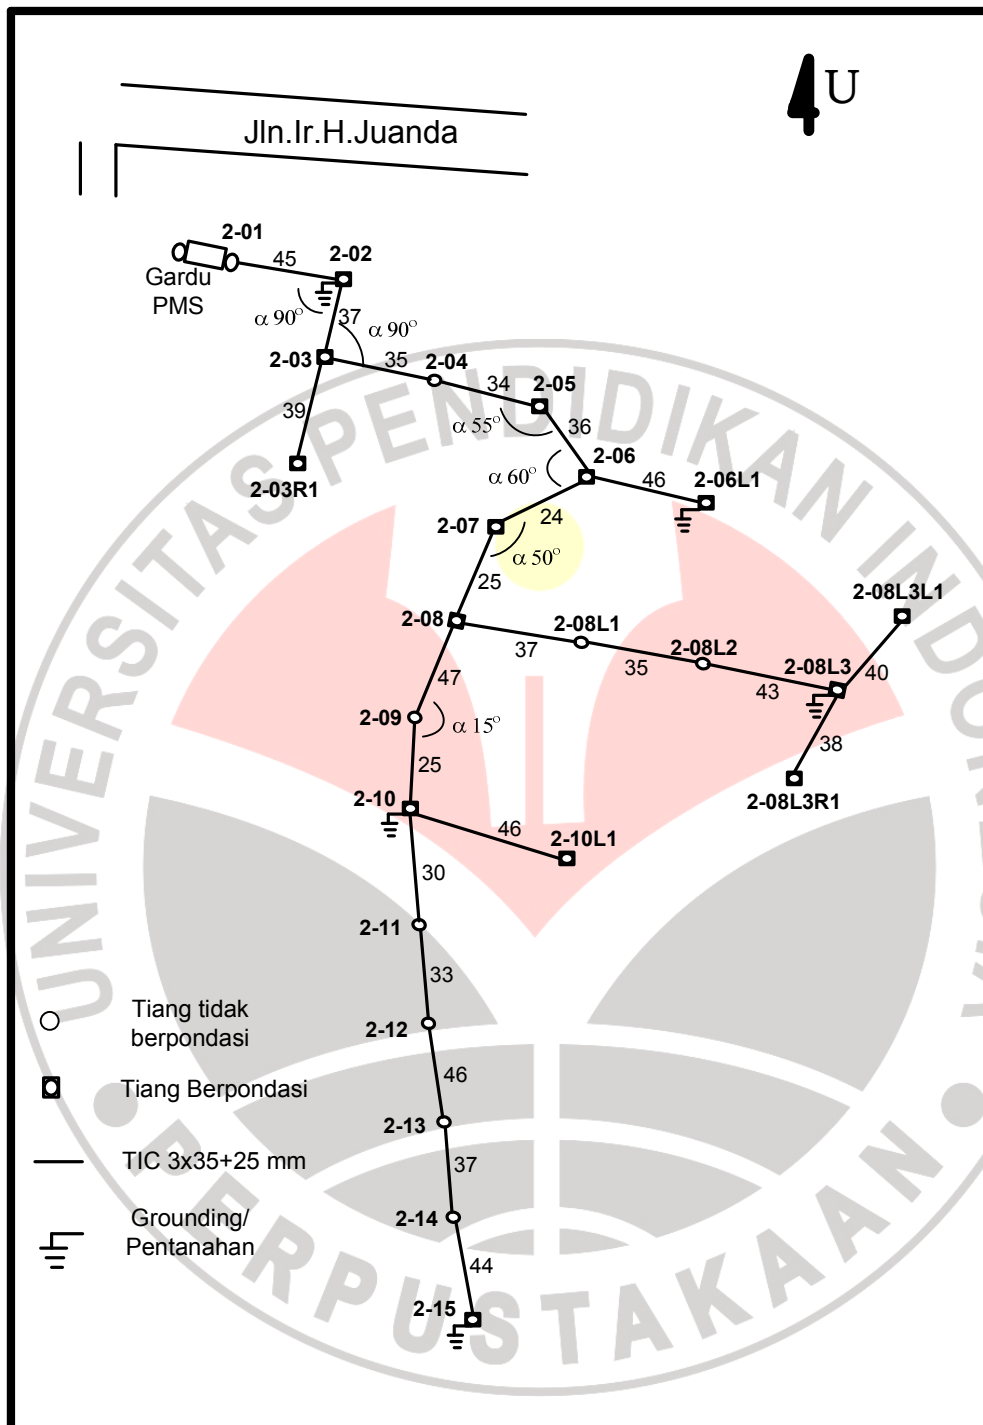 U
Jln.Ir.H.Juanda
2-01
45
2-02
Gardu
PMS
α 90°
37
α 90°
2-03
35
2-04
34
2-05
39
α 55°
36
2-06
α 60°
46
2-06L1
2-03R1
24
2-07
α 50°
25
2-08L3L1
2-08
2-08L1
37
2-08L2
35
2-08L3
40
43
47
2-09
α 15°
38
25
2-10
2-08L3R1
46
2-10L1
30
2-11
33
Tiang tidak
berpondasi
2-12
46
Tiang Berpondasi
2-13
37
TIC 3x35+25 mm
2-14
Grounding/
Pentanahan
44
2-15
UNIVERSITAS PENDIDIKAN INDONESIA
PERPUSTAKAAN